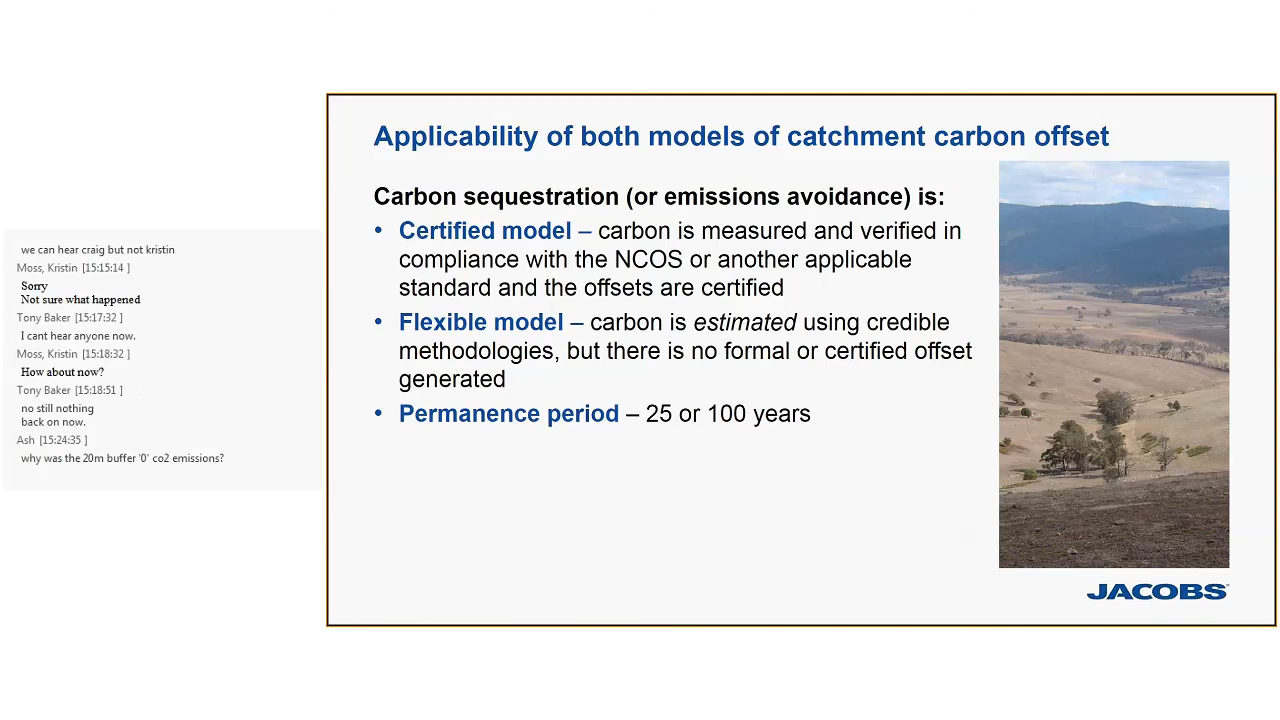 we can hear craig but not kristin
Moss, Kristin [15:15:14 ]
Sorry
Not sure what happened
Tony Baker [15:17:32 ]
I cant hear anyone now.
Moss, Kristin [15:18:32 ]
How about now?
Tony Baker [15:18:51 ]
no still nothing
back on now.
Ash [15:24:35 ]
why was the 20m buffer '0' co2 emissions?
Applicability of both models of catchment carbon offset
Carbon sequestration (or emissions avoidance) is:
• Certified model – carbon is measured and verified in
compliance with the NCOS or another applicable
standard and the offsets are certified
• Flexible model – carbon is estimated using credible
methodologies, but there is no formal or certified offset
generated
• Permanence period – 25 or 100 years
JACOBS